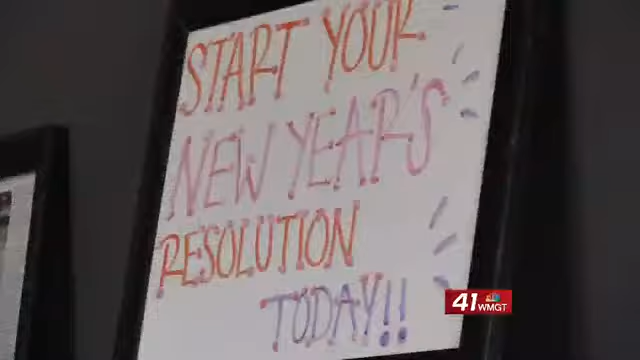 START YOUR
NEW YEAR'S
RESOLUTION
TODAY!!
41 WMGT